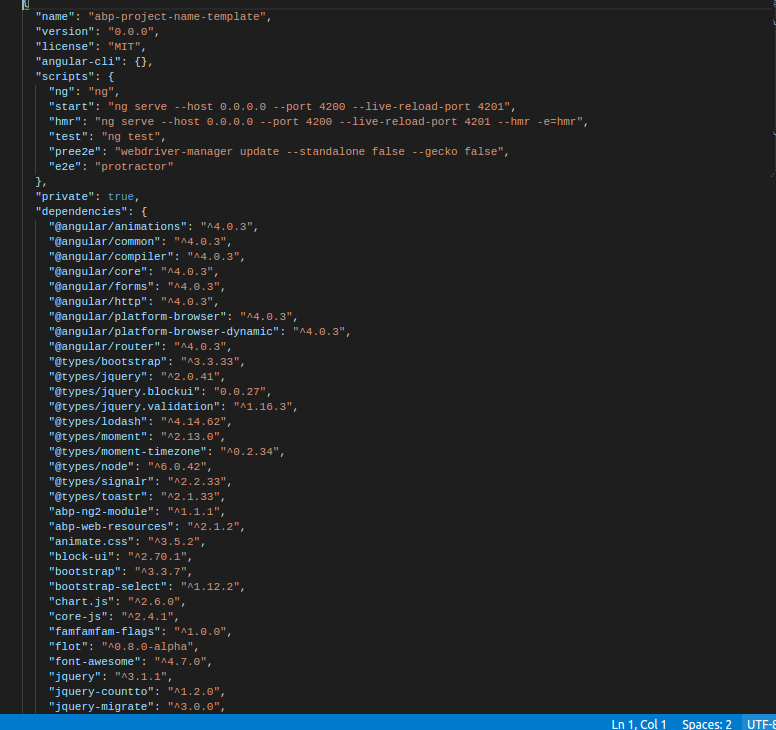 {
"name": "abp-project-name-template",
"version": "0.0.0",
"license": "MIT",
"angular-cli": {},
"scripts": {
"ng": "ng",
"start": "ng serve --host 0.0.0.0 --port 4200 --live-reload-port 4201",
"hmr": "ng serve --host 0.0.0.0 --port 4200 --live-reload-port 4201 --hmr -e=hmr",
"test": "ng test",
"pree2e": "webdriver-manager update --standalone false --gecko false",
"e2e": "protractor"
},
"private": true,
"dependencies": {
"@angular/animations": "^4.0.3",
"@angular/common": "^4.0.3",
"@angular/compiler": "^4.0.3",
"@angular/core": "^4.0.3",
"@angular/forms": "^4.0.3",
"@angular/http": "^4.0.3",
"@angular/platform-browser": "^4.0.3",
"@angular/platform-browser-dynamic": "^4.0.3",
"@angular/router": "^4.0.3",
"@types/bootstrap": "^3.3.33",
"@types/jquery": "^2.0.41",
"@types/jquery.blockui": "0.0.27",
"@types/jquery.validation": "^1.16.3",
"@types/lodash": "^4.14.62",
"@types/moment": "^2.13.0",
"@types/moment-timezone": "^0.2.34",
"@types/node": "^6.0.42",
"@types/signalr": "^2.2.33",
"@types/toastr": "^2.1.33",
"abp-ng2-module": "^1.1.1",
"abp-web-resources": "^2.1.2",
"animate.css": "^3.5.2",
"block-ui": "^2.70.1",
"bootstrap": "^3.3.7",
"bootstrap-select": "^1.12.2",
"chart.js": "^2.6.0",
"core-js": "^2.4.1",
"famfamfam-flags": "^1.0.0",
"flot": "^0.8.0-alpha",
"font-awesome": "^4.7.0",
"jquery": "^3.1.1",
"jquery-countto": "^1.2.0",
"jquery-migrate": "^3.0.0",
Ln 1, Col 1 Spaces: 2 UTF-8